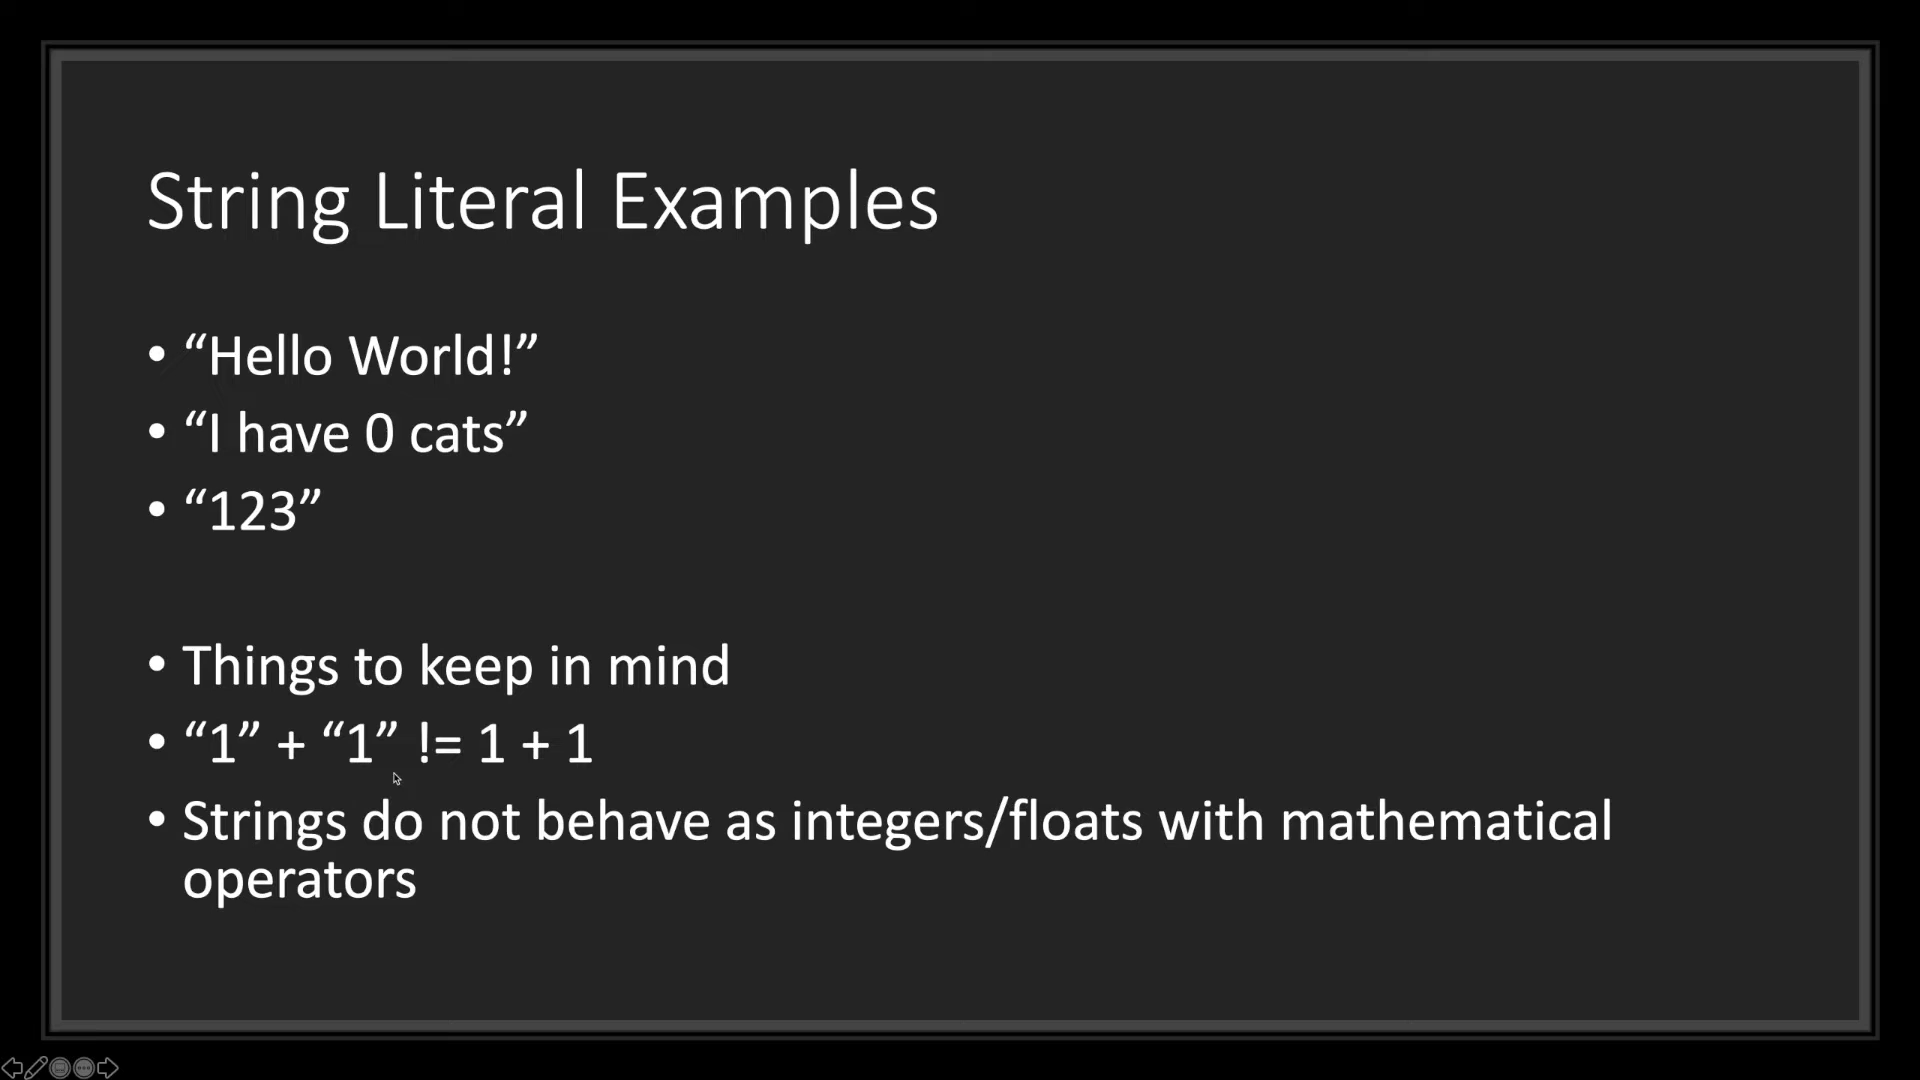 String Literal Examples
• “Hello World!”
• “I have 0 cats”
• “123”
• Things to keep in mind
• “1” + “1” != 1 + 1
• Strings do not behave as integers/floats with mathematical
operators